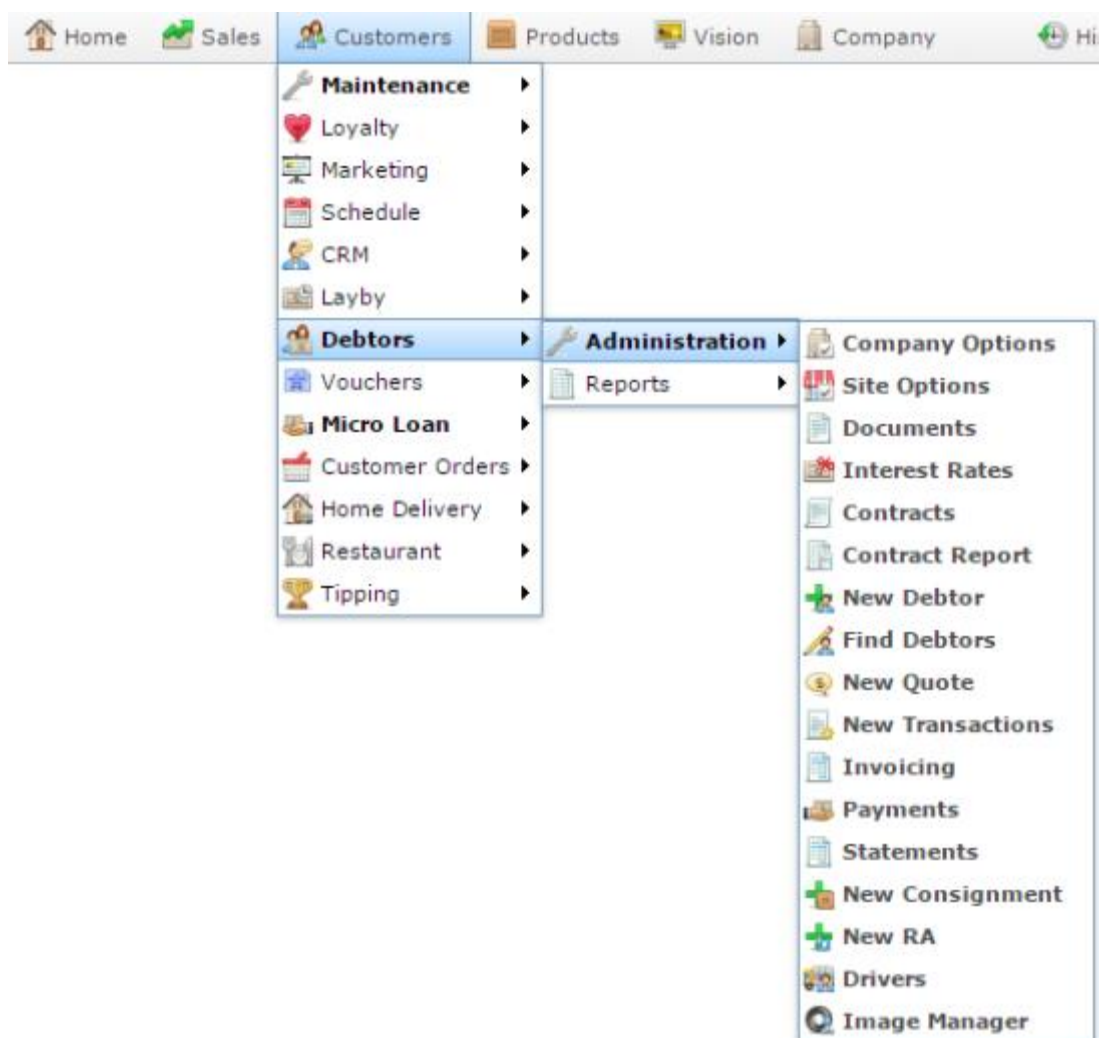 Home Sales Customers Products Vision Company Hi
Maintenance
Loyalty
Marketing
Schedule
CRM
Layby
Debtors
Vouchers
Micro Loan
Customer Orders
Home Delivery
Restaurant
Tipping
Administration
Reports
Company Options
Site Options
Documents
Interest Rates
Contracts
Contract Report
New Debtor
Find Debtors
New Quote
New Transactions
Invoicing
Payments
Statements
New Consignment
New RA
Drivers
Image Manager